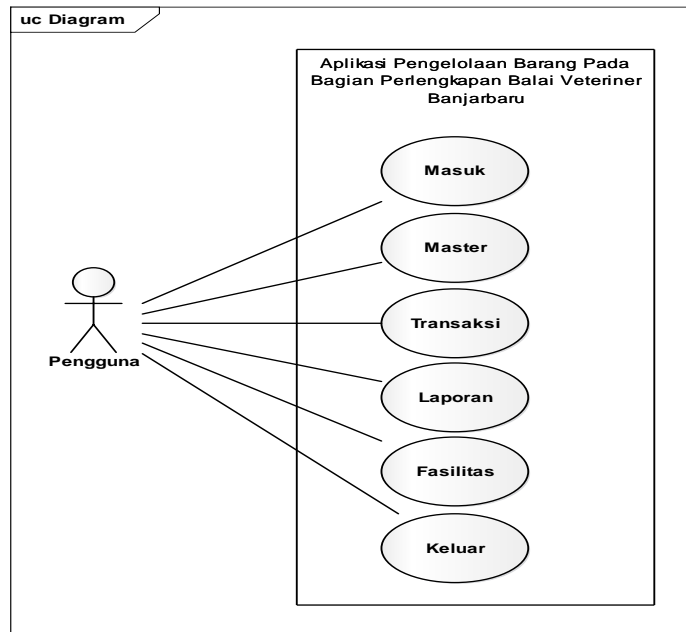 uc Diagram
Aplikasi Pengelolaan Barang Pada
Bagian Perlengkapan Balai Veteriner
Banjarbaru
Masuk
Master
Transaksi
Laporan
Fasilitas
Keluar
Pengguna